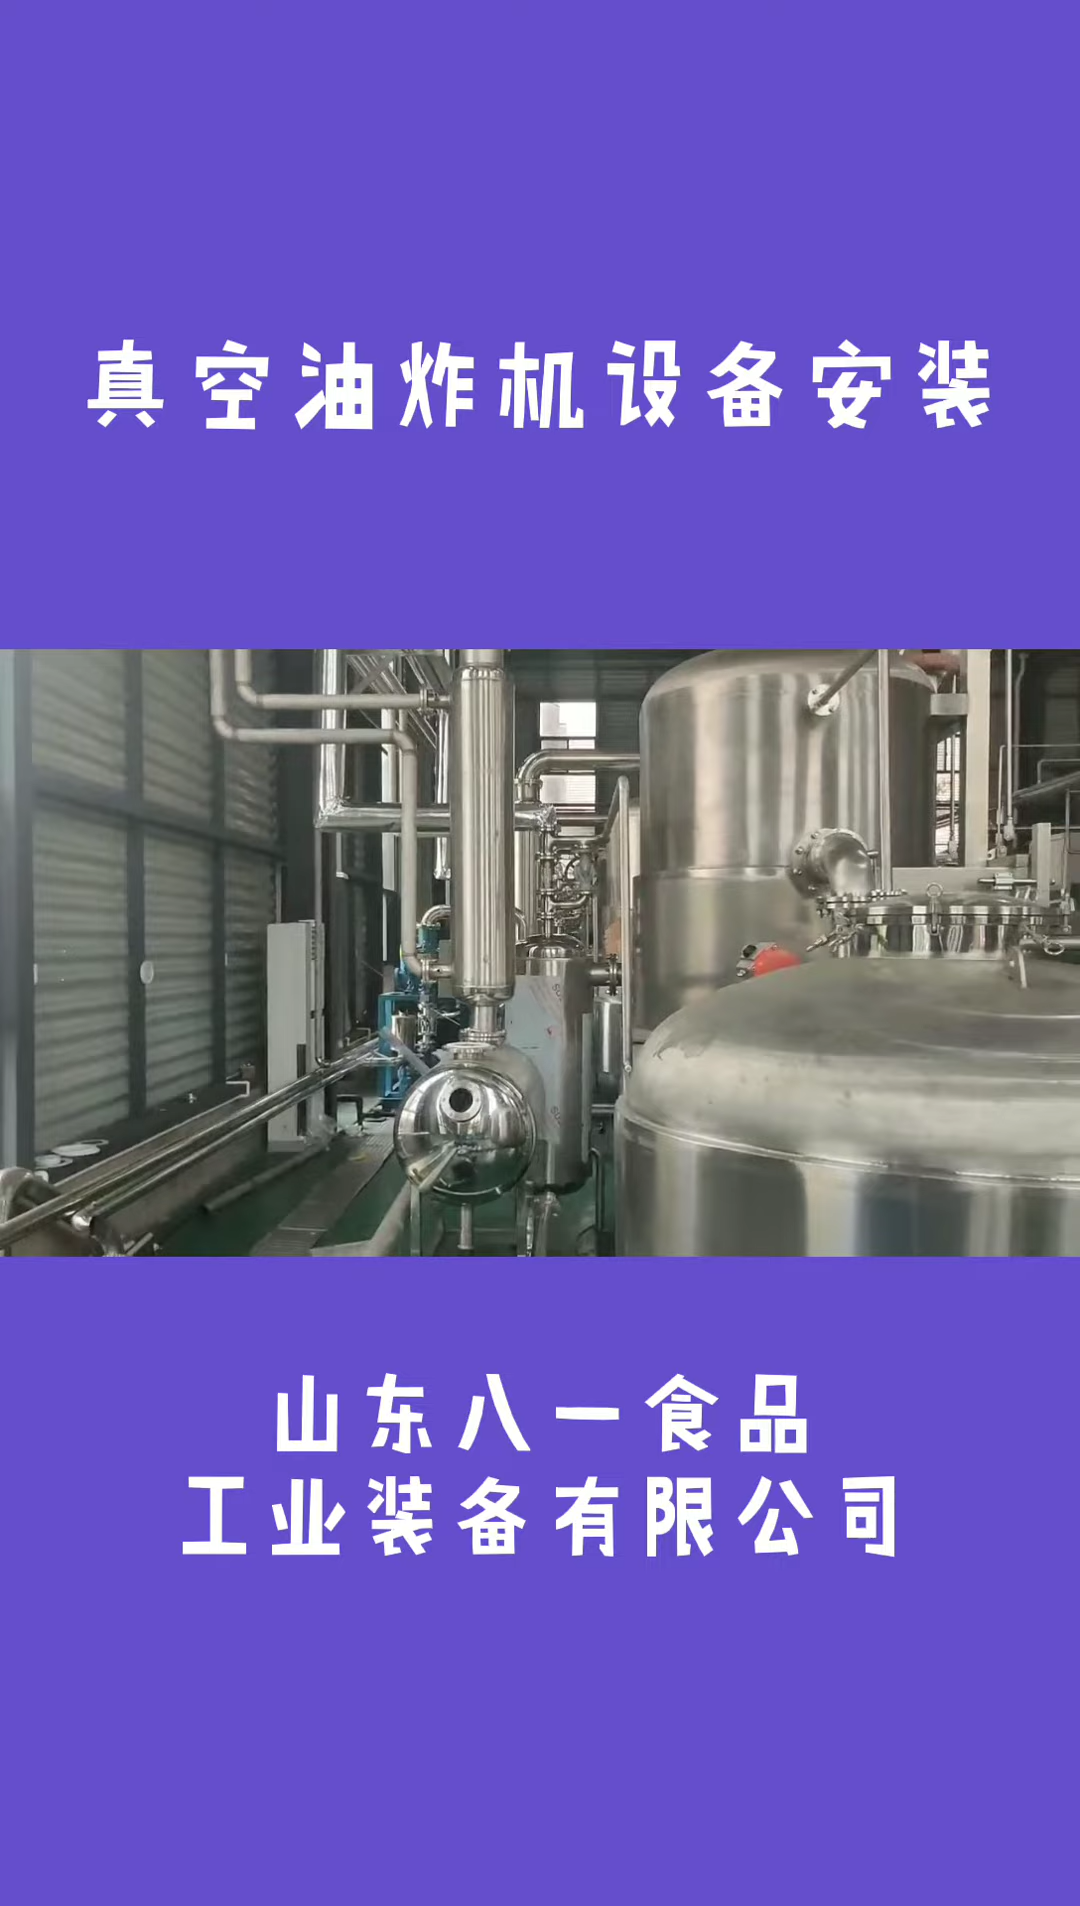 真空油炸机设备安装
山东八一食品
工业装备有限公司